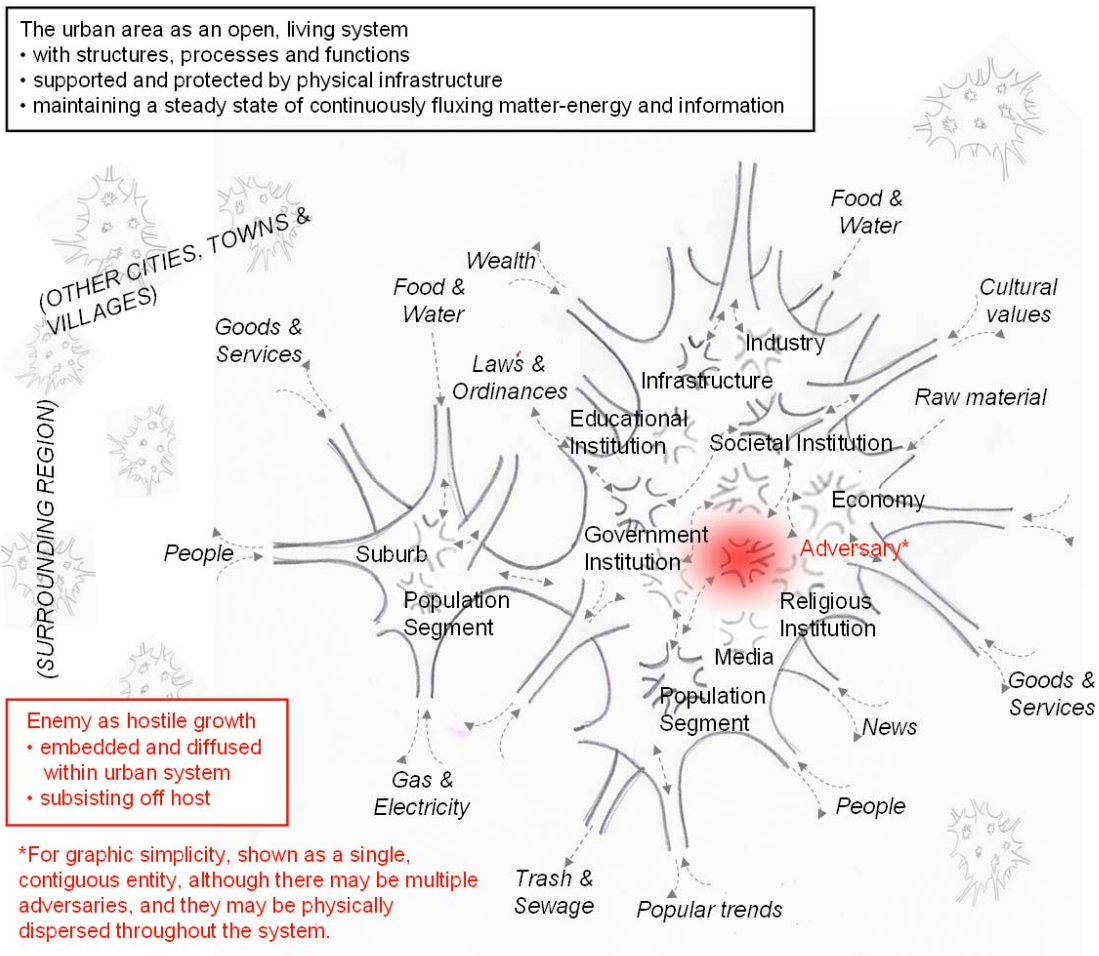 The urban area as an open, living system
• with structures, processes and functions
• supported and protected by physical infrastructure
• maintaining a steady state of continuously fluxing matter-energy and information
(OTHER CITIES, TOWNS &
VILLAGES)
(SURROUNDING REGION)
Food &
Water
Wealth
Food &
Water
Cultural
values
Goods &
Services
Industry
Laws &
Ordinances
Infrastructure
Raw material
Educational
Institution
Societal Institution
Economy
People
Suburb
Government
Institution
Adversary*
Population
Segment
Religious
Institution
Media
Population
Segment
Goods &
Services
News
Gas &
Electricity
People
Trash &
Sewage
Popular trends
Enemy as hostile growth
• embedded and diffused
within urban system
• subsisting off host
*For graphic simplicity, shown as a single,
contiguous entity, although there may be multiple
adversaries, and they may be physically
dispersed throughout the system.